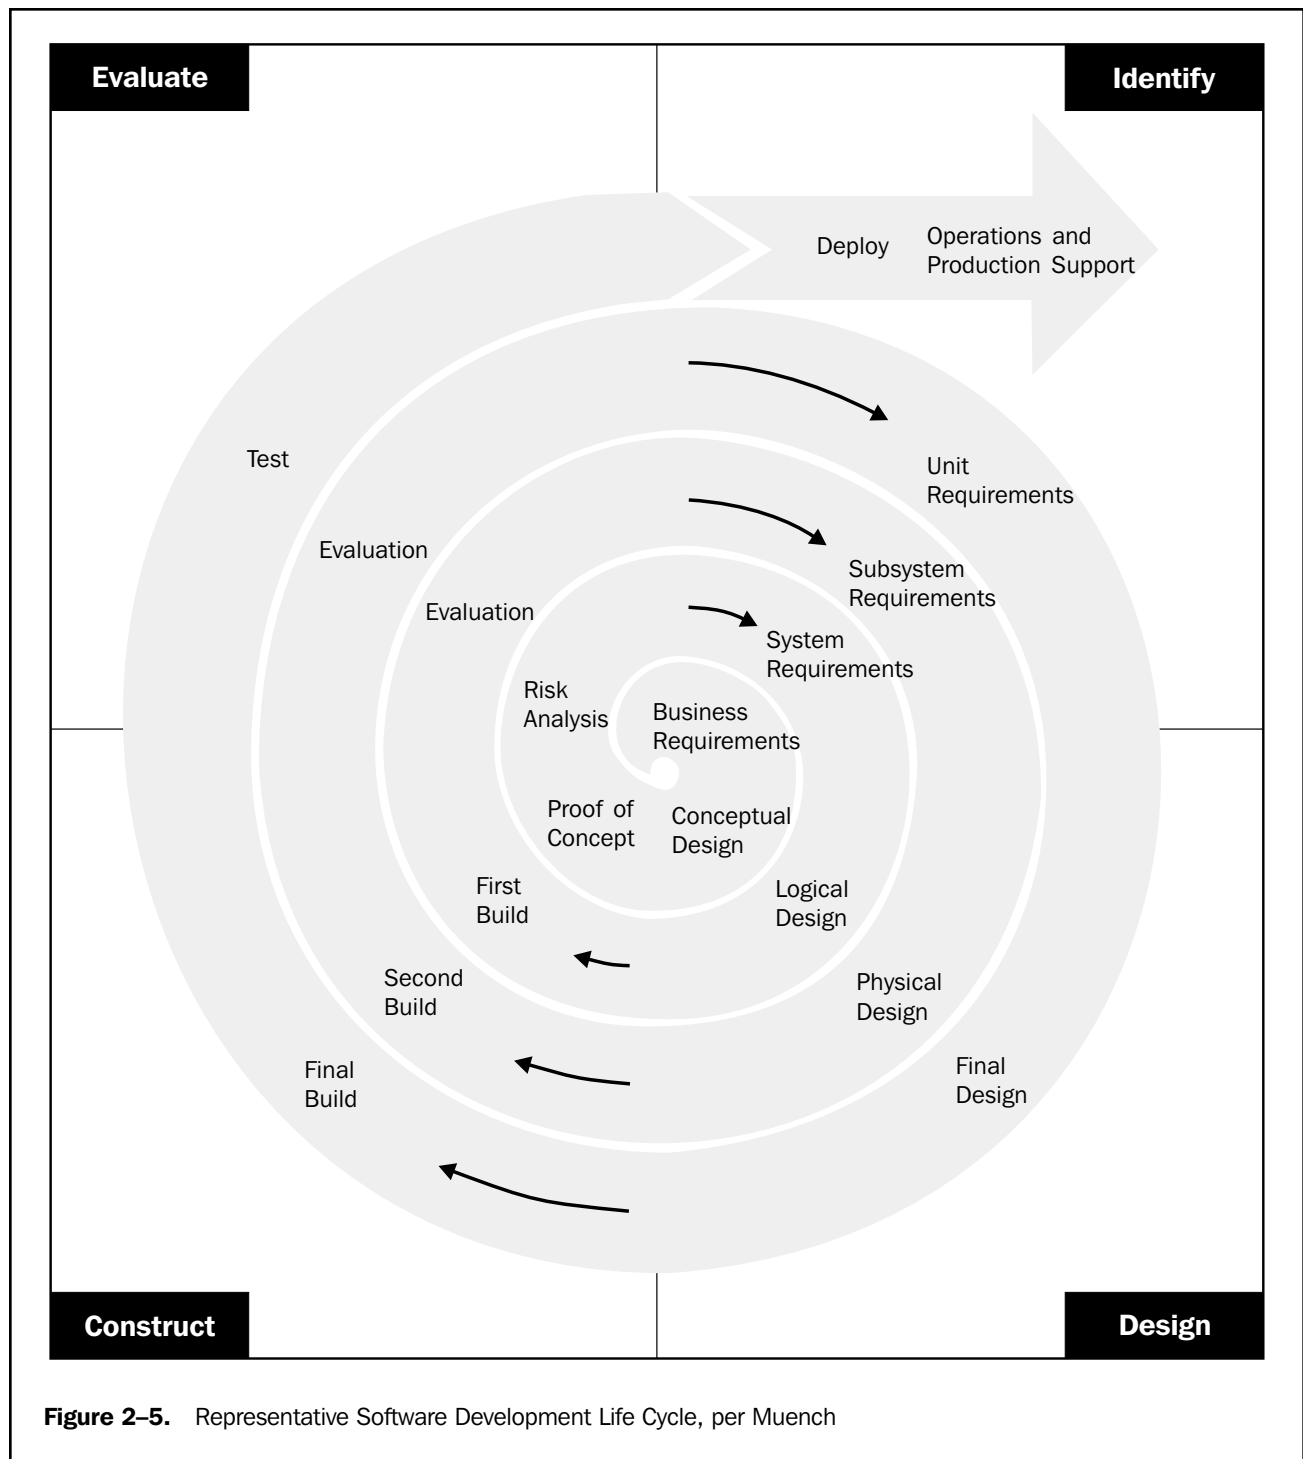 Evaluate
Identify
Deploy
Operations and
Production Support
Test
Unit
Requirements
Evaluation
Subsystem
Requirements
Evaluation
System
Requirements
Risk
Analysis
Business
Requirements
Proof of
Concept
Conceptual
Design
First
Build
Logical
Design
Second
Build
Physical
Design
Final
Build
Final
Design
Construct
Design
Figure 2–5. Representative Software Development Life Cycle, per Muench